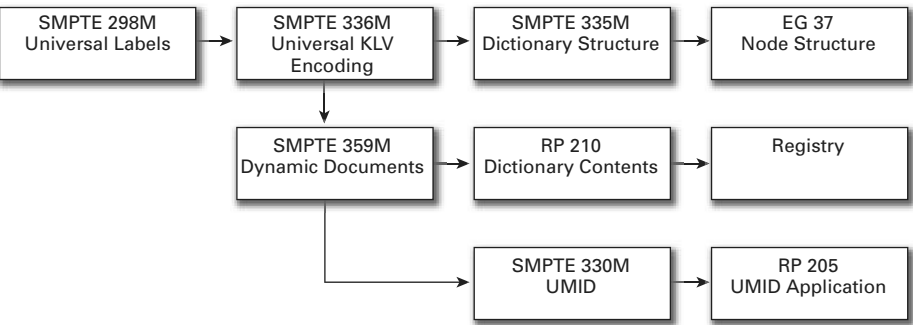 SMPTE 298M
Universal Labels
SMPTE 336M
Universal KLV
Encoding
SMPTE 335M
Dictionary Structure
EG 37
Node Structure
SMPTE 359M
Dynamic Documents
RP 210
Dictionary Contents
Registry
SMPTE 330M
UMID
RP 205
UMID Application